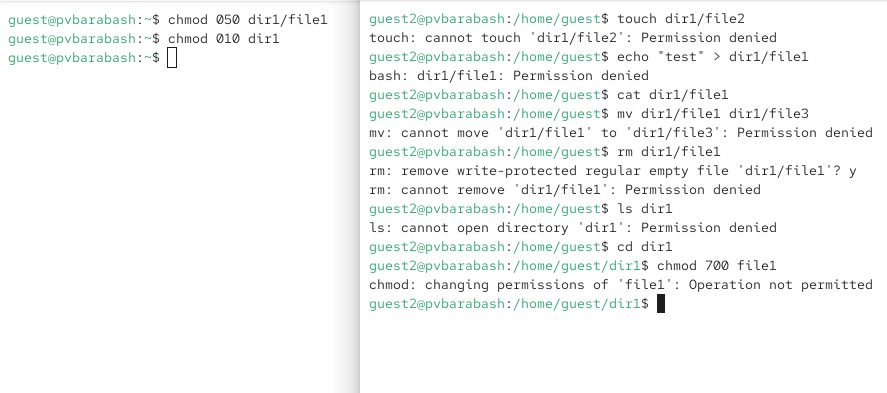 guest@pvbarabash:~$ chmod 050 dir1/file1
guest@pvbarabash:~$ chmod 010 dir1
guest@pvbarabash:~$
guest2@pvbarabash:/home/guest$ touch dir1/file2
touch: cannot touch 'dir1/file2': Permission denied
guest2@pvbarabash:/home/guest$ echo "test" > dir1/file1
bash: dir1/file1: Permission denied
guest2@pvbarabash:/home/guest$ cat dir1/file1
guest2@pvbarabash:/home/guest$ mv dir1/file1 dir1/file3
mv: cannot move 'dir1/file1' to 'dir1/file3': Permission denied
guest2@pvbarabash:/home/guest$ rm dir1/file1
rm: remove write-protected regular empty file 'dir1/file1'? y
rm: cannot remove 'dir1/file1': Permission denied
guest2@pvbarabash:/home/guest$ ls dir1
ls: cannot open directory 'dir1': Permission denied
guest2@pvbarabash:/home/guest$ cd dir1
guest2@pvbarabash:/home/guest/dir1$ chmod 700 file1
chmod: changing permissions of 'file1': Operation not permitted
guest2@pvbarabash:/home/guest/dir1$